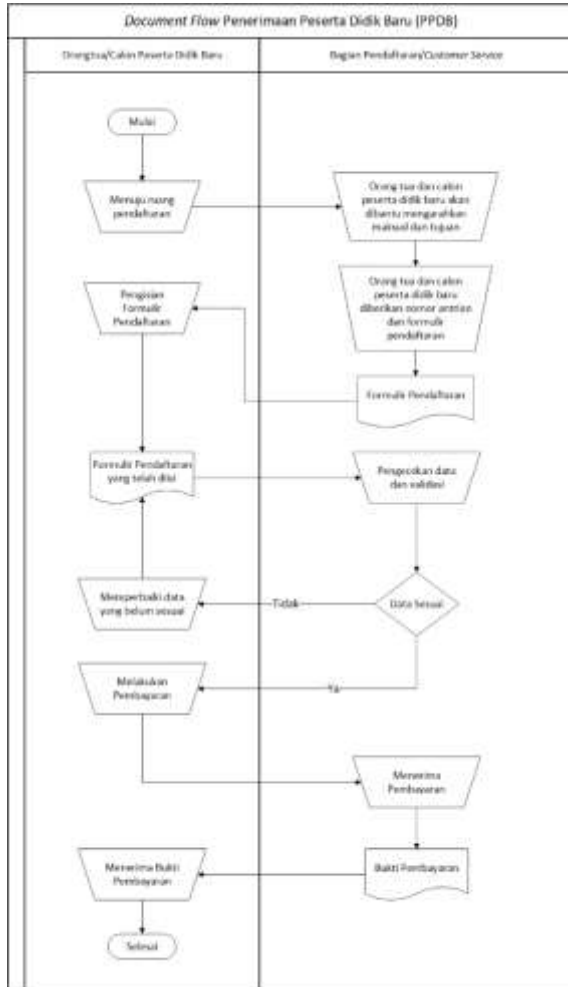 Document Flow Penerimaan Peserta Didik Baru (PPDB)
Orangtua/Calon Peserta Didik Baru
Bagian Pendaftaran/Customer Service
Mulai
Menuju ruang
pendaftaran
Orang tua dan calon
peserta didik baru akan
dibantu mengarahkan
maksud dan tujuan
Orang tua dan calon
peserta didik baru
diberikan nomor antrian
dan formulir
pendaftaran
Pengisian
Formulir
Pendaftaran
Formulir Pendaftaran
Formulir Pendaftaran
yang telah diisi
Pengecekan data
dan validasi
Memperbaiki data
yang belum sesuai
Tidak
Data Sesuai
Melakukan
Pembayaran
Ya
Menerima
Pembayaran
Menerima Bukti
Pembayaran
Bukti Pembayaran
Selesai